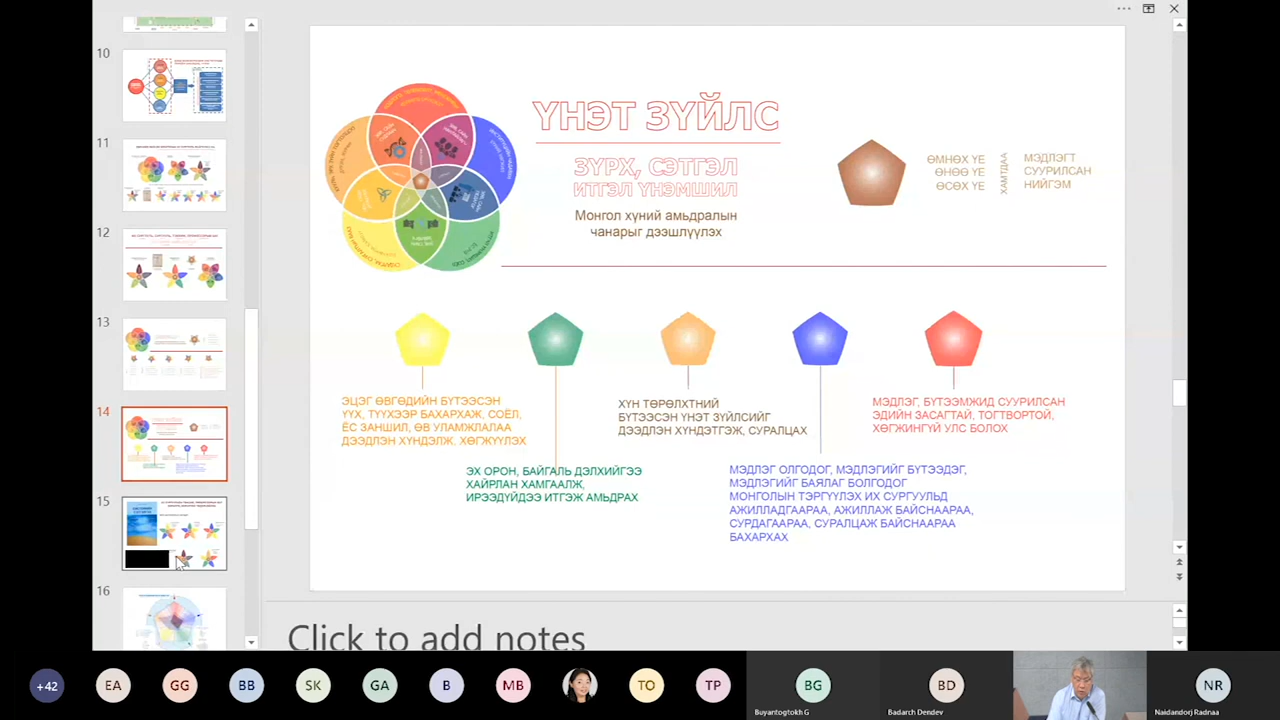 10
11
12
13
14
15
16
ҮНЭТ ЗҮЙЛС
ЗҮРХ, СЭТГЭЛ
ИТГЭЛ ҮНЭМШИЛ
Монгол хүний амьдралын
чанарыг дээшлүүлэх
ӨМНӨХ ҮЕ
ӨНӨӨ ҮЕ
ӨСӨХ ҮЕ
ХАМТДАА
МЭДЛЭГТ
СУУРИЛСАН
НИЙГЭМ
ЭЦЭГ ӨВГӨДИЙН БҮТЭЭСЭН
ҮҮХ, ТҮҮХЭЭР БАХАРХАЖ, СОЁЛ,
ЁС ЗАНШИЛ, ӨВ УЛАМЖЛАЛАА
ДЭЭДЛЭН ХҮНДЭЛЖ, ХӨГЖҮҮЛЭХ
ЭХ ОРОН, БАЙГАЛЬ ДЭЛХИЙГЭЭ
ХАЙРЛАН ХАМГААЛЖ,
ИРЭЭДҮЙДЭЭ ИТГЭЖ АМЬДРАХ
ХҮН ТӨРӨЛХТНИЙ
БҮТЭЭСЭН ҮНЭТ ЗҮЙЛСИЙГ
ДЭЭДЛЭН ХҮНДЭТГЭЖ, СУРАЛЦАХ
МЭДЛЭГ ОЛГОДОГ, МЭДЛЭГИЙГ БҮТЭЭДЭГ,
МЭДЛЭГИЙГ БАЯЛАГ БОЛГОДОГ
МОНГОЛЫН ТЭРГҮҮЛЭХ ИХ СУРГУУЛЬД
АЖИЛЛАДГААРАА, АЖИЛЛАЖ БАЙСНААРАА,
СУРДАГААРАА, СУРАЛЦАЖ БАЙСНААРАА
БАХАРХАХ
МЭДЛЭГ, БҮТЭЭМЖИД СУУРИЛСАН
ЭДИЙН ЗАСАГТАЙ, ТОГТВОРТОЙ,
ХӨГЖИНГҮЙ УЛС БОЛОХ
Click to add notes
+42
EA
GG
BB
SK
GA
B
MB
TO
TP
BG
Buyantogtokh G
BD
Badarch Dendev
NR
Naidandorj Radnaa